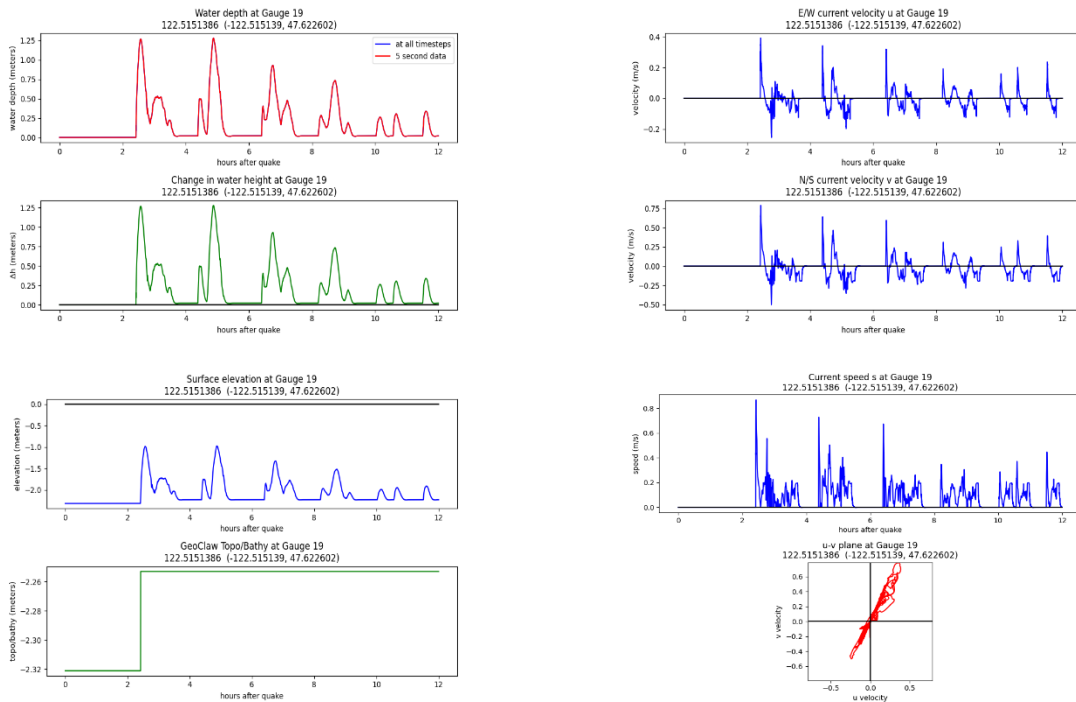 Water depth at Gauge 19
122.5151386 (-122.515139, 47.622602)
water depth (meters)
1.25
1.00
0.75
0.50
0.25
0.00
at all timesteps
5 second data
0 2 4 6 8 10 12
hours after quake
Change in water height at Gauge 19
122.5151386 (-122.515139, 47.622602)
Δh (meters)
1.25
1.00
0.75
0.50
0.25
0.00
0 2 4 6 8 10 12
hours after quake
Surface elevation at Gauge 19
122.5151386 (-122.515139, 47.622602)
elevation (meters)
0.0
−0.5
−1.0
−1.5
−2.0
0 2 4 6 8 10 12
hours after quake
GeoClaw Topo/Bathy at Gauge 19
122.5151386 (-122.515139, 47.622602)
topo/bathy (meters)
−2.26
−2.28
−2.30
−2.32
0 2 4 6 8 10 12
hours after quake
E/W current velocity u at Gauge 19
122.5151386 (-122.515139, 47.622602)
velocity (m/s)
0.4
0.2
0.0
−0.2
0 2 4 6 8 10 12
hours after quake
N/S current velocity v at Gauge 19
122.5151386 (-122.515139, 47.622602)
velocity (m/s)
0.75
0.50
0.25
0.00
−0.25
−0.50
0 2 4 6 8 10 12
hours after quake
Current speed s at Gauge 19
122.5151386 (-122.515139, 47.622602)
speed (m/s)
0.8
0.6
0.4
0.2
0.0
0 2 4 6 8 10 12
hours after quake
u-v plane at Gauge 19
122.5151386 (-122.515139, 47.622602)
v velocity
0.6
0.4
0.2
0.0
−0.2
−0.4
−0.6
−0.5 0.0 0.5
u velocity